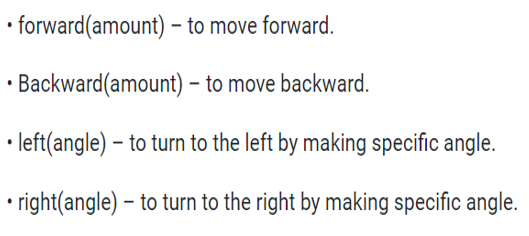 • forward(amount) – to move forward.
• Backward(amount) – to move backward.
• left(angle) – to turn to the left by making specific angle.
• right(angle) – to turn to the right by making specific angle.